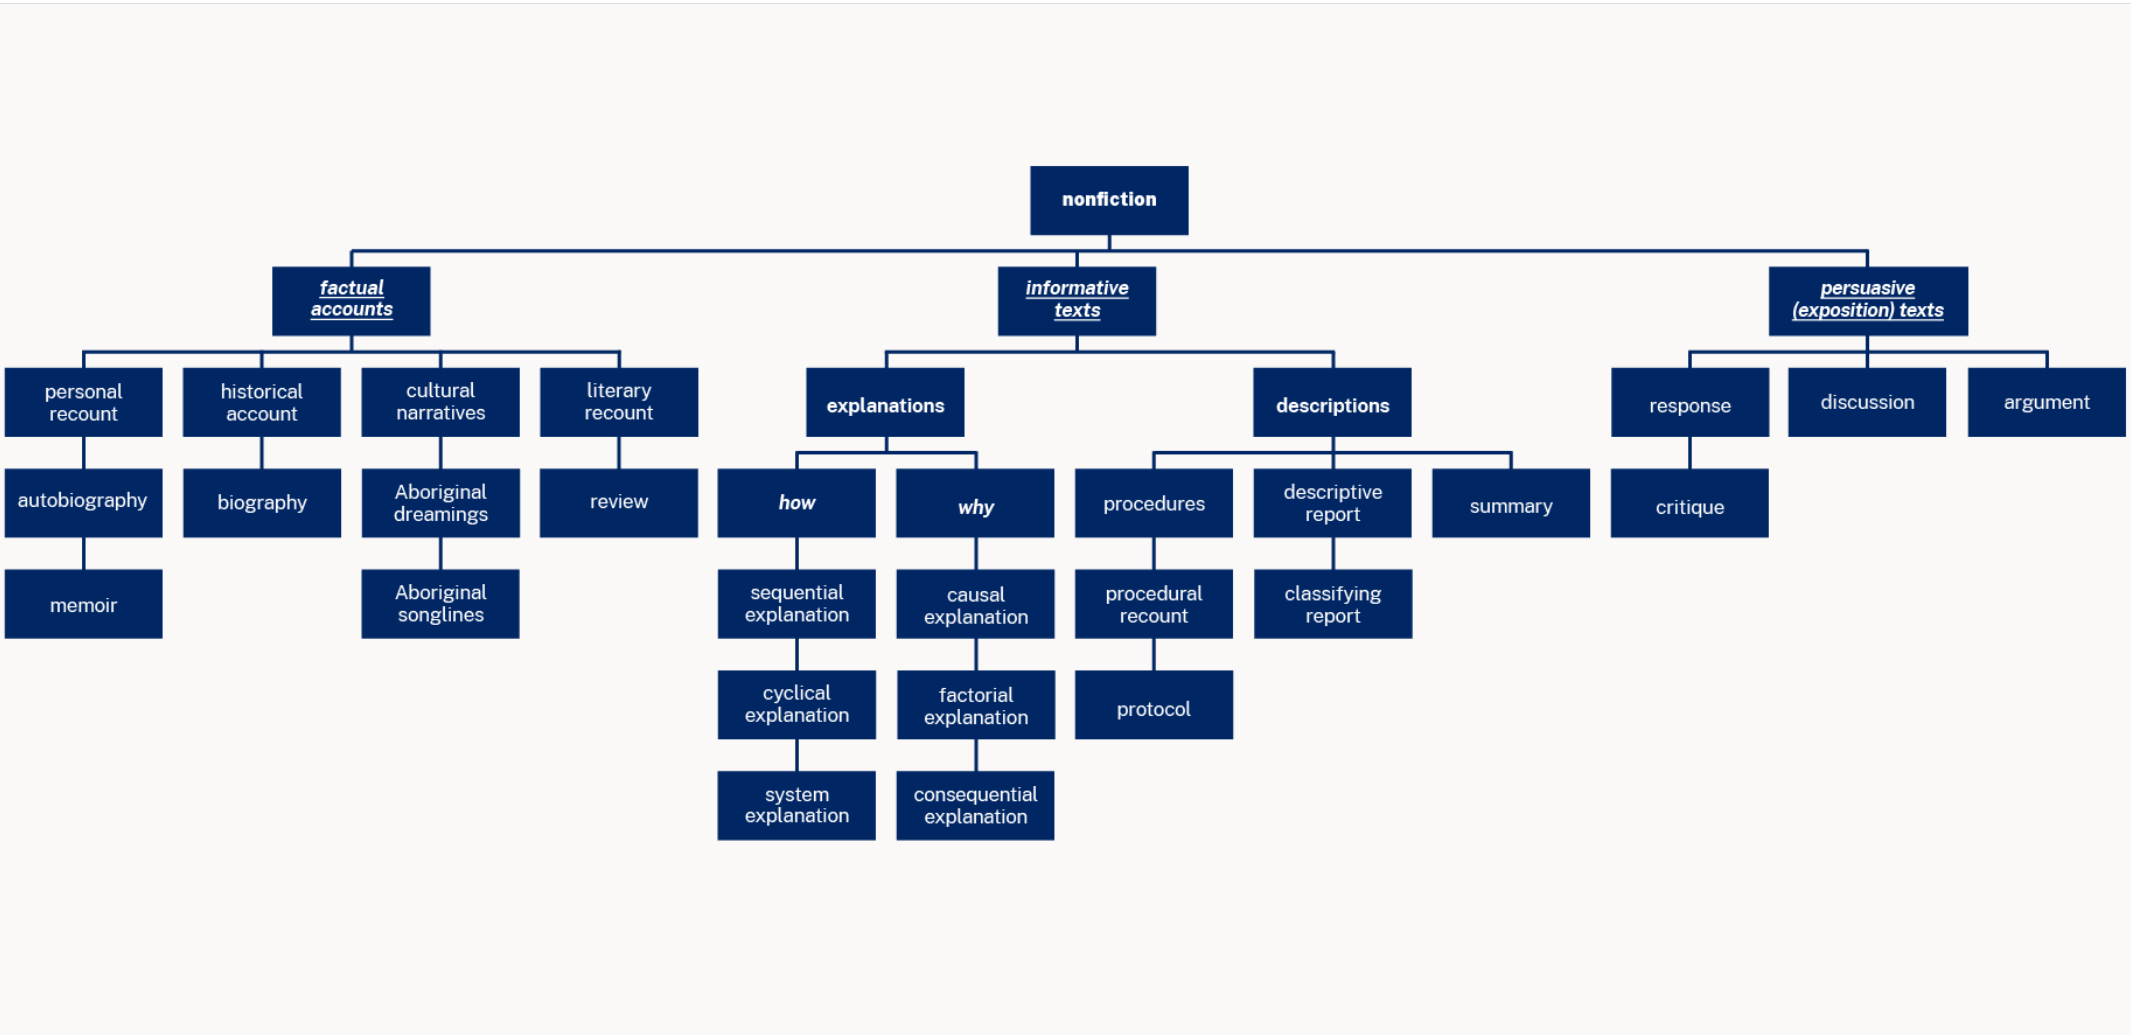 nonfiction
factual
accounts
informative
texts
persuasive
(exposition) texts
personal
recount
historical
account
cultural
narratives
literary
recount
explanations
descriptions
response
discussion
argument
autobiography
biography
Aboriginal
dreamings
review
how
why
procedures
descriptive
report
summary
critique
memoir
Aboriginal
songlines
sequential
explanation
causal
explanation
procedural
recount
classifying
report
cyclical
explanation
factorial
explanation
protocol
system
explanation
consequential
explanation